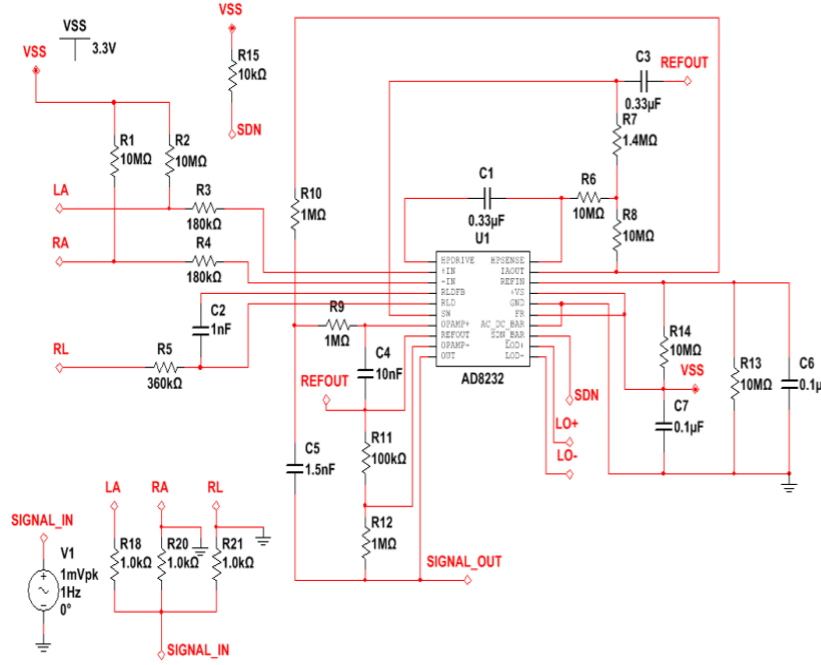 VSS
3.3V
VSS
VSS
R15
10kΩ
SDN
C3
REFOUT
0.33µF
R7
1.4MΩ
R1
10MΩ
R2
10MΩ
C1
0.33µF
R6
10MΩ
R8
10MΩ
LA
R3
180kΩ
R10
1MΩ
RA
R4
180kΩ
U1
HPDRIVE
+IN
-IN
RLDFB
RLD
SW
OPAMP+
REFOUT
OPAMP-
OUT
HPSENSE
IAOUT
REFIN
+VS
GND
FR
AC_DC_BAR
SDN_BAR
LOD+
LOD-
AD8232
C2
1nF
R9
1MΩ
RL
R5
360kΩ
C4
10nF
REFOUT
R14
10MΩ
VSS
R13
10MΩ
C6
0.1µ
C7
0.1µF
SDN
LO+
LO-
R11
100kΩ
C5
1.5nF
R12
1MΩ
SIGNAL_OUT
LA
RA
RL
SIGNAL_IN
V1
1mVpk
1Hz
0°
R18
1.0kΩ
R20
1.0kΩ
R21
1.0kΩ
SIGNAL_IN